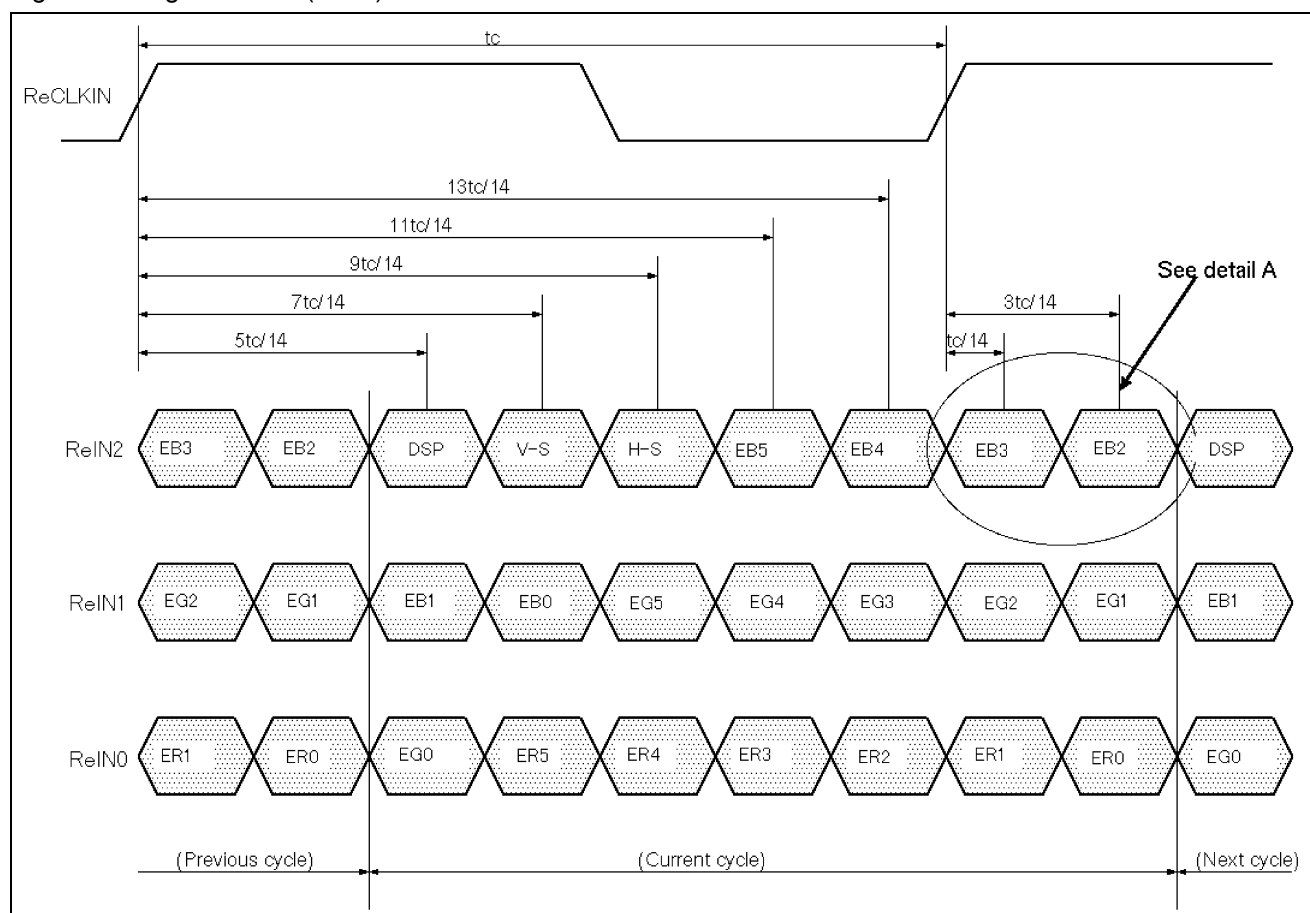 tc
ReCLKIN
13tc/14
11tc/14
9tc/14
See detail A
7tc/14
3tc/14
5tc/14
tc/14
ReIN2 EB3 EB2 DSP V-S H-S EB5 EB4 EB3 EB2 DSP
ReIN1 EG2 EG1 EB1 EB0 EG5 EG4 EG3 EG2 EG1 EB1
ReIN0 ER1 ER0 EG0 ER5 ER4 ER3 ER2 ER1 ER0 EG0
(Previous cycle) (Current cycle) (Next cycle)